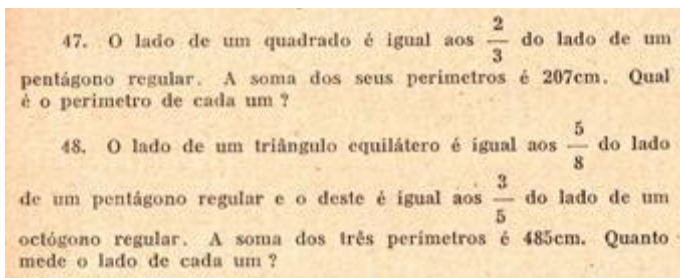 47. O lado de um quadrado é igual aos 2/3 do lado de um
pentágono regular. A soma dos seus perímetros é 207cm. Qual
é o perímetro de cada um ?
48. O lado de um triângulo equilátero é igual aos 5/8 do lado
de um pentágono regular e o deste é igual aos 3/5 do lado de um
octógono regular. A soma dos três perímetros é 485cm. Quanto
mede o lado de cada um ?